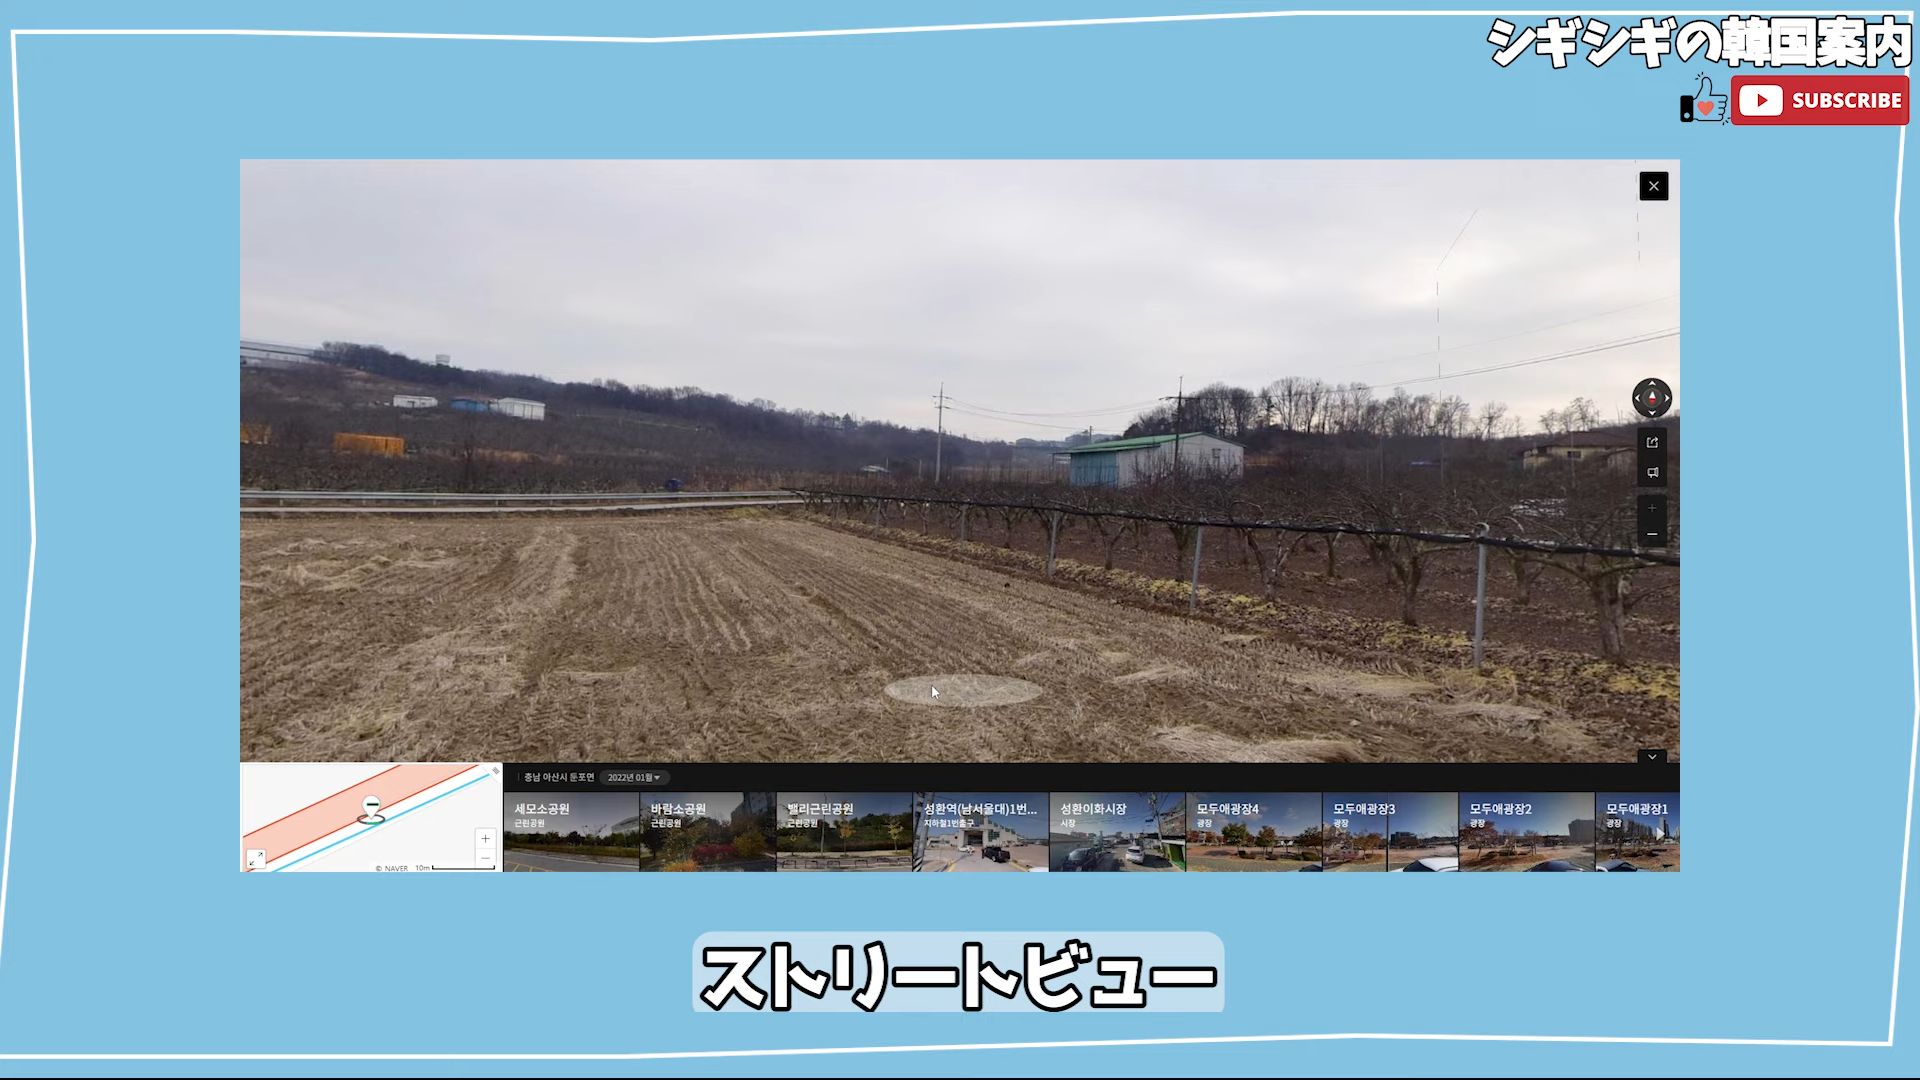 シギシギの韓国案内
SUBSCRIBE
충남 아산시 둔포면 2022년 01월
세모소공원
근린공원
바람소공원
근린공원
밸리근린공원
근린공원
성환역(남서울대)1번...
지하철1번출구
성환이화시장
시장
모두애광장4
광장
모두애광장3
광장
모두애광장2
광장
모두애광장1
광장
© NAVER 10m
ストリートビュー